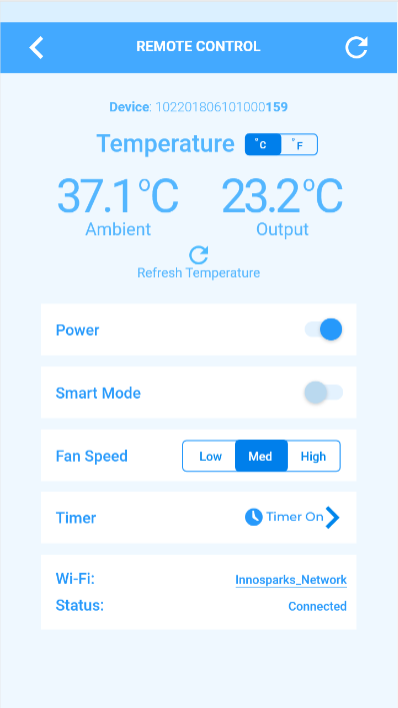 REMOTE CONTROL
Device: 102201806101000159
Temperature °C °F
37.1°C 23.2°C
Ambient Output
Refresh Temperature
Power
Smart Mode
Fan Speed Low Med High
Timer Timer On
Wi-Fi: Innosparks_Network
Status: Connected